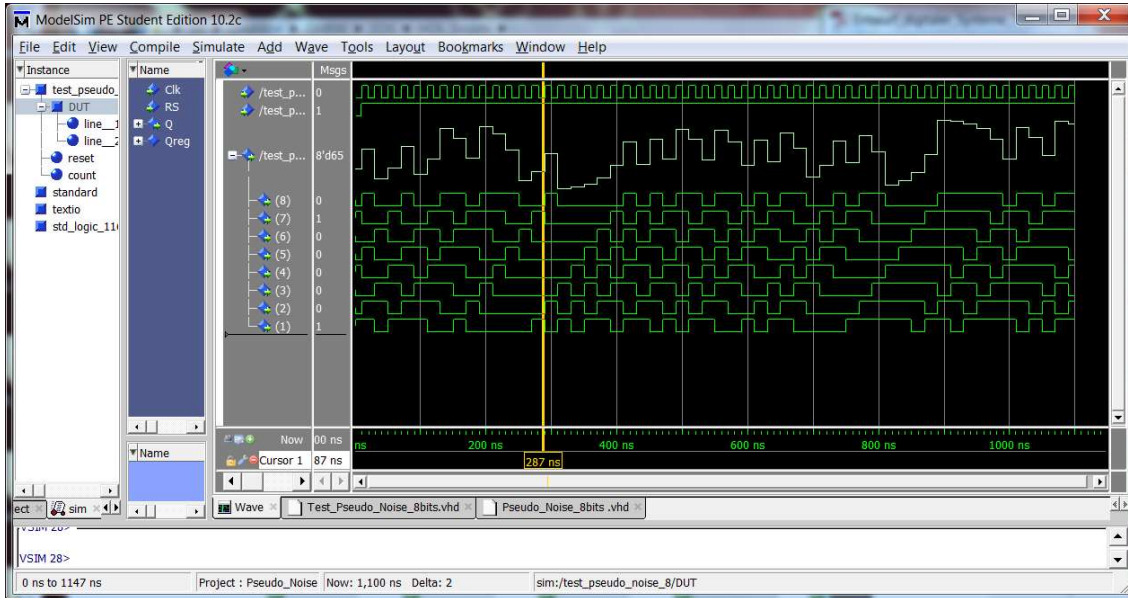 ModelSim PE Student Edition 10.2c
File Edit View Compile Simulate Add Wave Tools Layout Bookmarks Window Help
Instance
test_pseudo_
DUT
line__1
line__2
reset
count
standard
textio
std_logic_11
Name
Clk
RS
Q
Qreg
Msgs
/test_p... 0
/test_p... 1
/test_p... 8'd65
(8) 0
(7) 1
(6) 0
(5) 0
(4) 0
(3) 0
(2) 0
(1) 1
Now 00 ns
Cursor 1 87 ns
ns 200 ns 400 ns 600 ns 800 ns 1000 ns
287 ns
Name
ect sim
Wave Test_Pseudo_Noise_8bits.vhd Pseudo_Noise_8bits .vhd
VSIM 28>
0 ns to 1147 ns Project : Pseudo_Noise Now: 1,100 ns Delta: 2 sim:/test_pseudo_noise_8/DUT